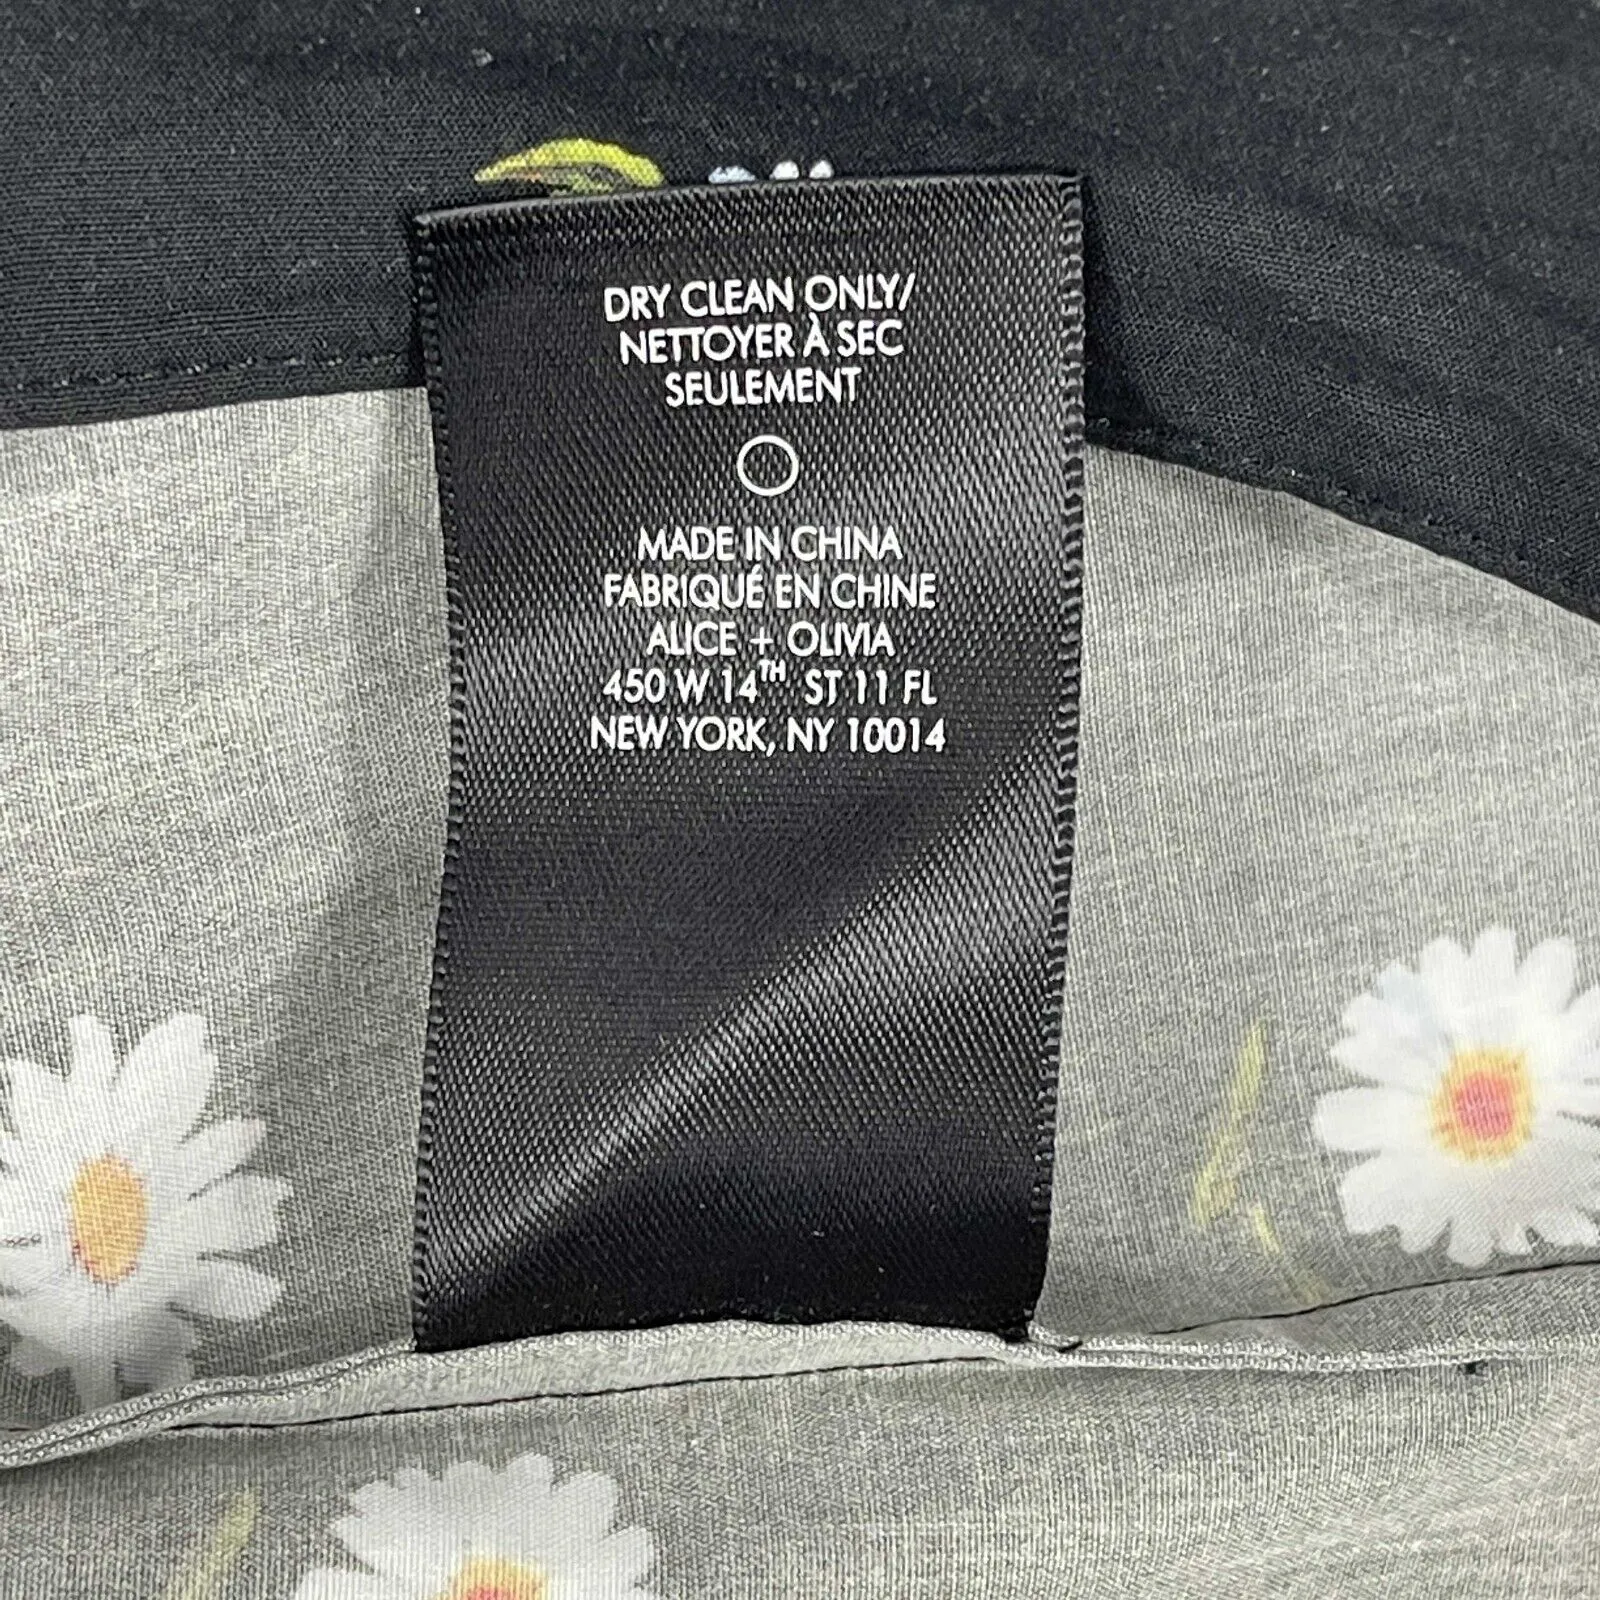 DRY CLEAN ONLY/
NETTOYER À SEC
SEULEMENT
MADE IN CHINA
FABRIQUÉ EN CHINE
ALICE + OLIVIA
450 W 14TH ST 11 FL
NEW YORK, NY 10014